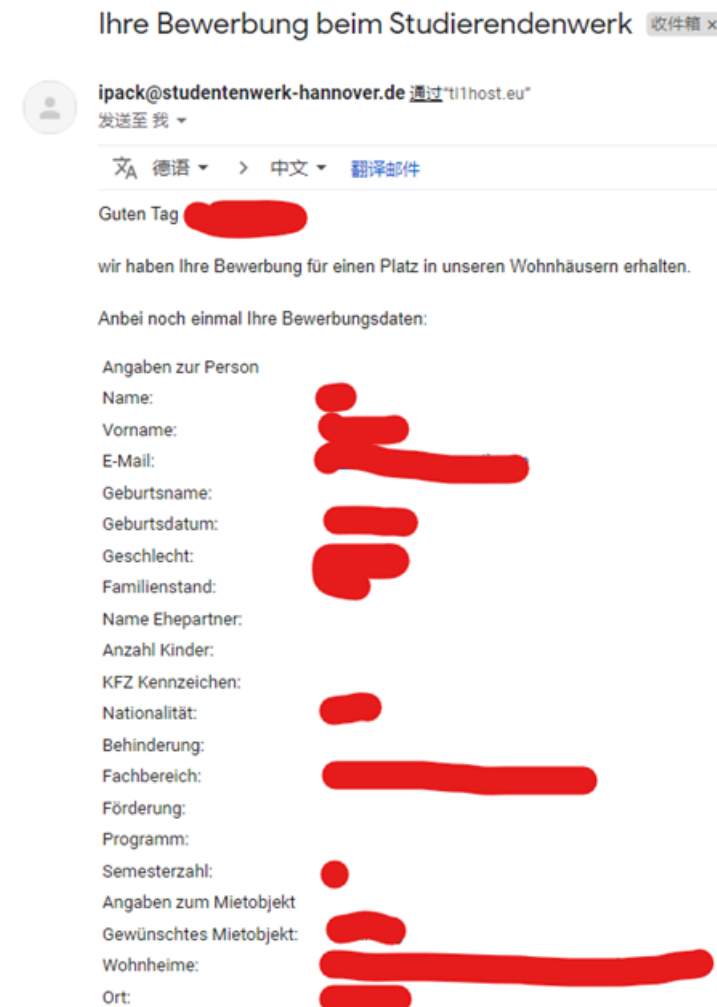 Ihre Bewerbung beim Studierendenwerk 收件箱 ×
ipack@studentenwerk-hannover.de 通过"tl1host.eu"
发送至 我
德语 > 中文 翻译邮件
Guten Tag
wir haben Ihre Bewerbung für einen Platz in unseren Wohnhäusern erhalten.
Anbei noch einmal Ihre Bewerbungsdaten:
Angaben zur Person
Name:
Vorname:
E-Mail:
Geburtsname:
Geburtsdatum:
Geschlecht:
Familienstand:
Name Ehepartner:
Anzahl Kinder:
KFZ Kennzeichen:
Nationalität:
Behinderung:
Fachbereich:
Förderung:
Programm:
Semesterzahl:
Angaben zum Mietobjekt
Gewünschtes Mietobjekt:
Wohnheime:
Ort: